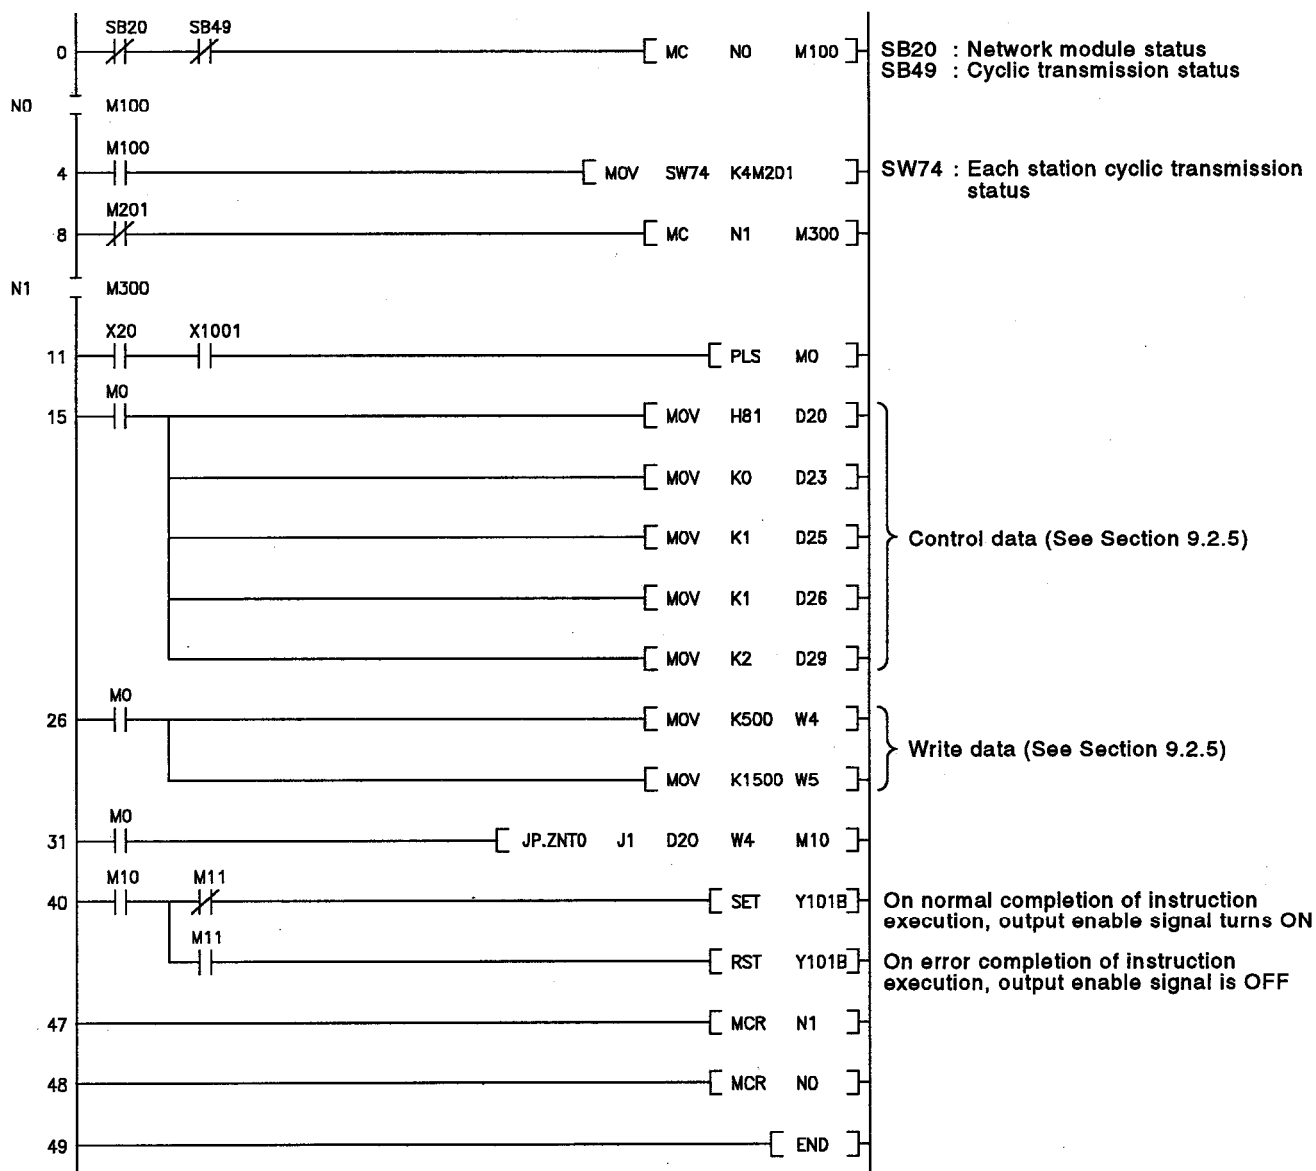 SB20 SB49
0 MC N0 M100 SB20 : Network module status
SB49 : Cyclic transmission status
N0 M100
M100
4 MOV SW74 K4M201 SW74 : Each station cyclic transmission
status
M201
8 MC N1 M300
N1 M300
X20 X1001
11 PLS M0
M0
15 MOV H81 D20
MOV K0 D23
MOV K1 D25 Control data (See Section 9.2.5)
MOV K1 D26
MOV K2 D29
M0
26 MOV K500 W4
Write data (See Section 9.2.5)
MOV K1500 W5
M0
31 JP.ZNT0 J1 D20 W4 M10
M10 M11
40 SET Y101B On normal completion of instruction
execution, output enable signal turns ON
M11
RST Y101B On error completion of instruction
execution, output enable signal is OFF
47 MCR N1
48 MCR N0
49 END